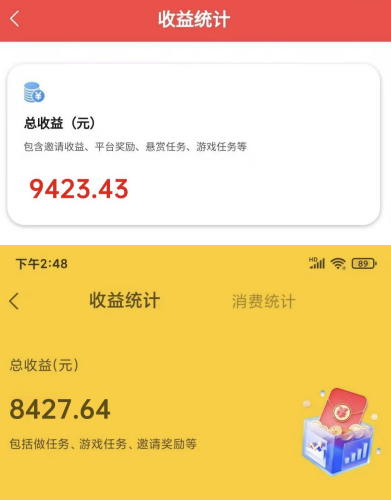 收益统计
总收益（元）
包含邀请收益、平台奖励、悬赏任务、游戏任务等
9423.43
下午2:48
HD 89
收益统计 消费统计
总收益(元)
8427.64
包括做任务、游戏任务、邀请奖励等